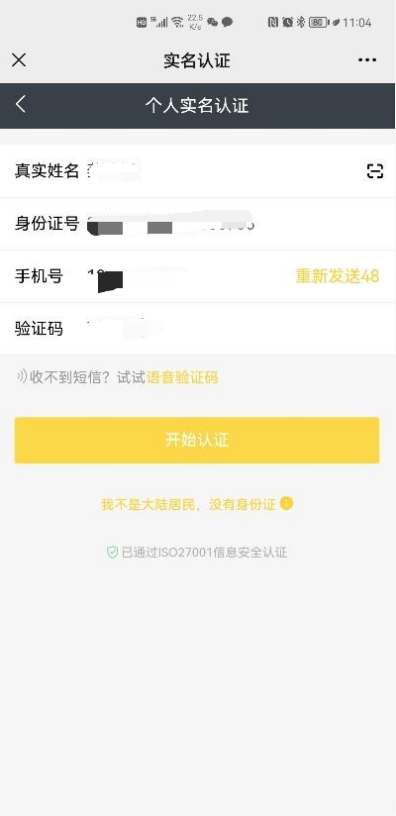 HD 5G 22.5 K/s 80 11:04
实名认证
个人实名认证
真实姓名
身份证号
手机号 重新发送48
验证码
收不到短信？试试语音验证码
开始认证
我不是大陆居民，没有身份证
已通过ISO27001信息安全认证